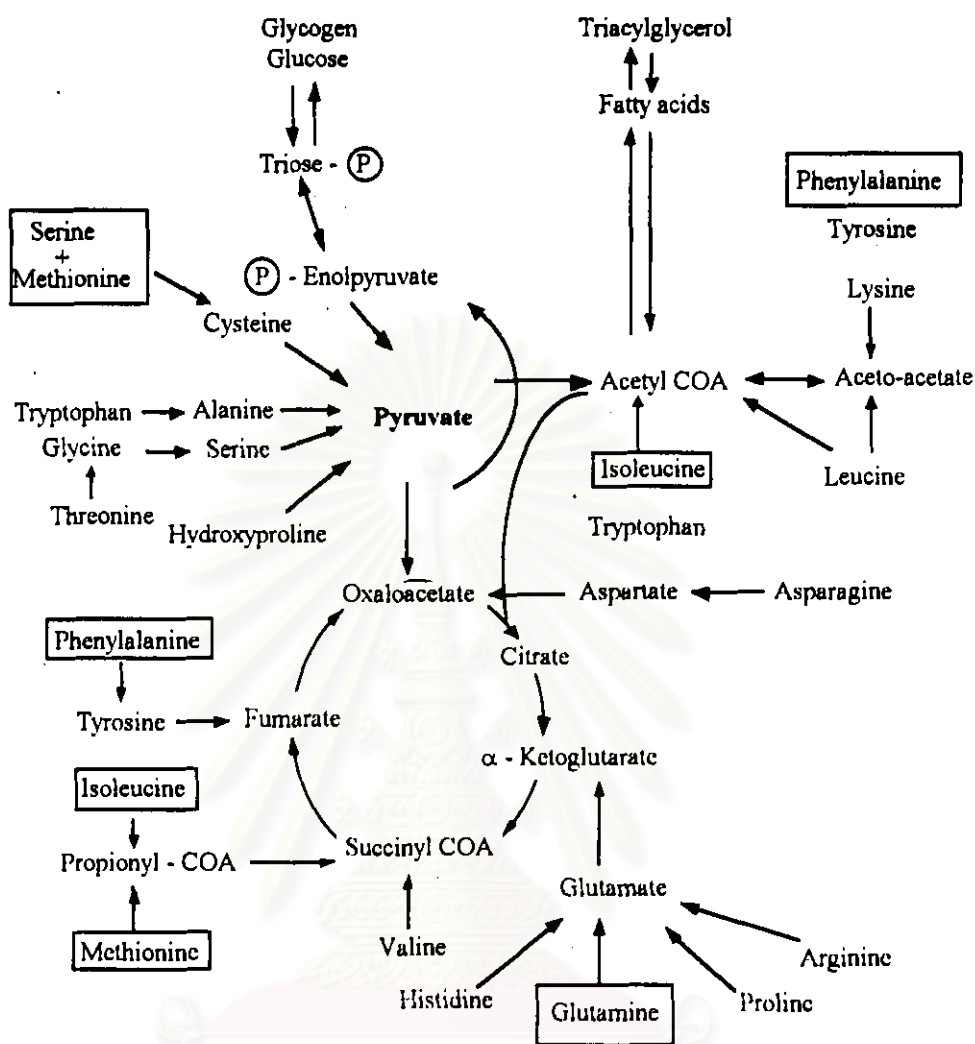 Glycogen
Glucose
Triose - P
P - Enolpyruvate
Triacylglycerol
Fatty acids
Phenylalanine
Tyrosine
Lysine
Serine
+
Methionine
Cysteine
Acetyl COA
Aceto-acetate
Tryptophan
Alanine
Pyruvate
Glycine
Serine
Isoleucine
Leucine
Threonine
Hydroxyproline
Tryptophan
Oxaloacetate
Aspartate
Asparagine
Citrate
Phenylalanine
Tyrosine
Fumarate
α - Ketoglutarate
Isoleucine
Propionyl - COA
Succinyl COA
Glutamate
Methionine
Valine
Arginine
Histidine
Glutamine
Proline